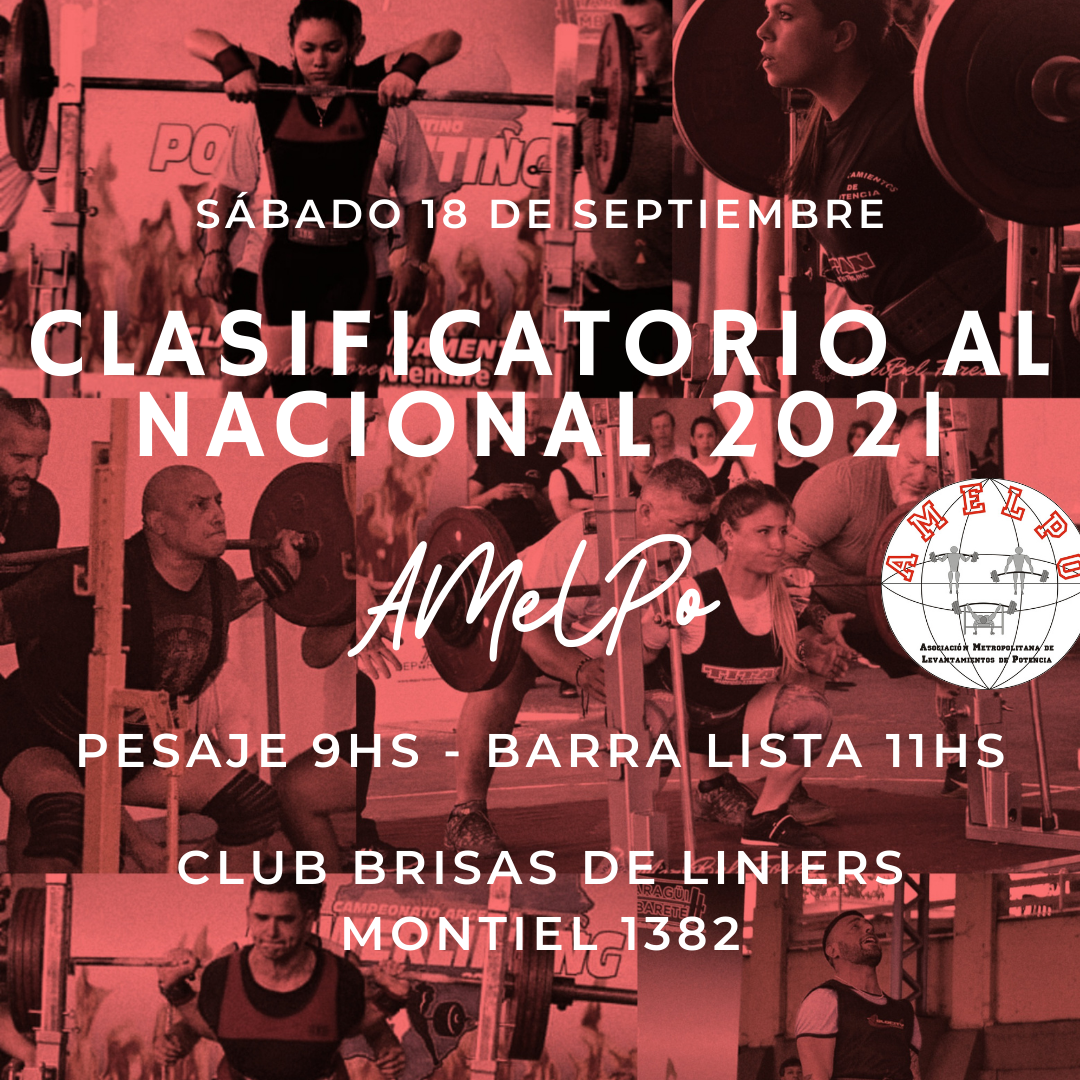 SÁBADO 18 DE SEPTIEMBRE
CLASIFICATORIO AL
NACIONAL 2021
AMelPo
AMELPO
ASOCIACIÓN METROPOLITANA DE
LEVANTAMIENTOS DE POTENCIA
PESAJE 9HS - BARRA LISTA 11HS
CLUB BRISAS DE LINIERS
MONTIEL 1382